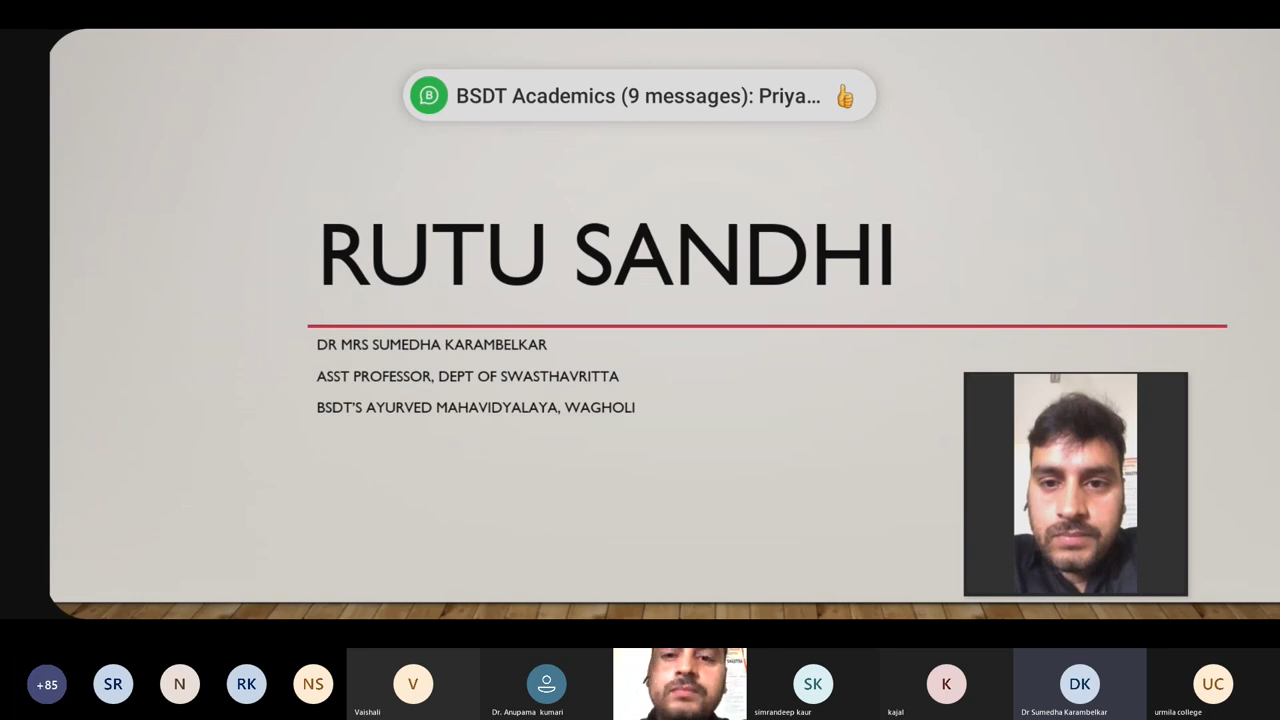 BSDT Academics (9 messages): Priya... 👍
RUTU SANDHI
DR MRS SUMEDHA KARAMBELKAR
ASST PROFESSOR, DEPT OF SWASTHAVRITTA
BSDT'S AYURVED MAHAVIDYALAYA, WAGHOLI
+85
SR
N
RK
NS
V
SK
K
DK
UC
Vaishali
Dr. Anupama kumari
simrandeep kaur
kajal
Dr Sumedha Karambelkar
urmila college